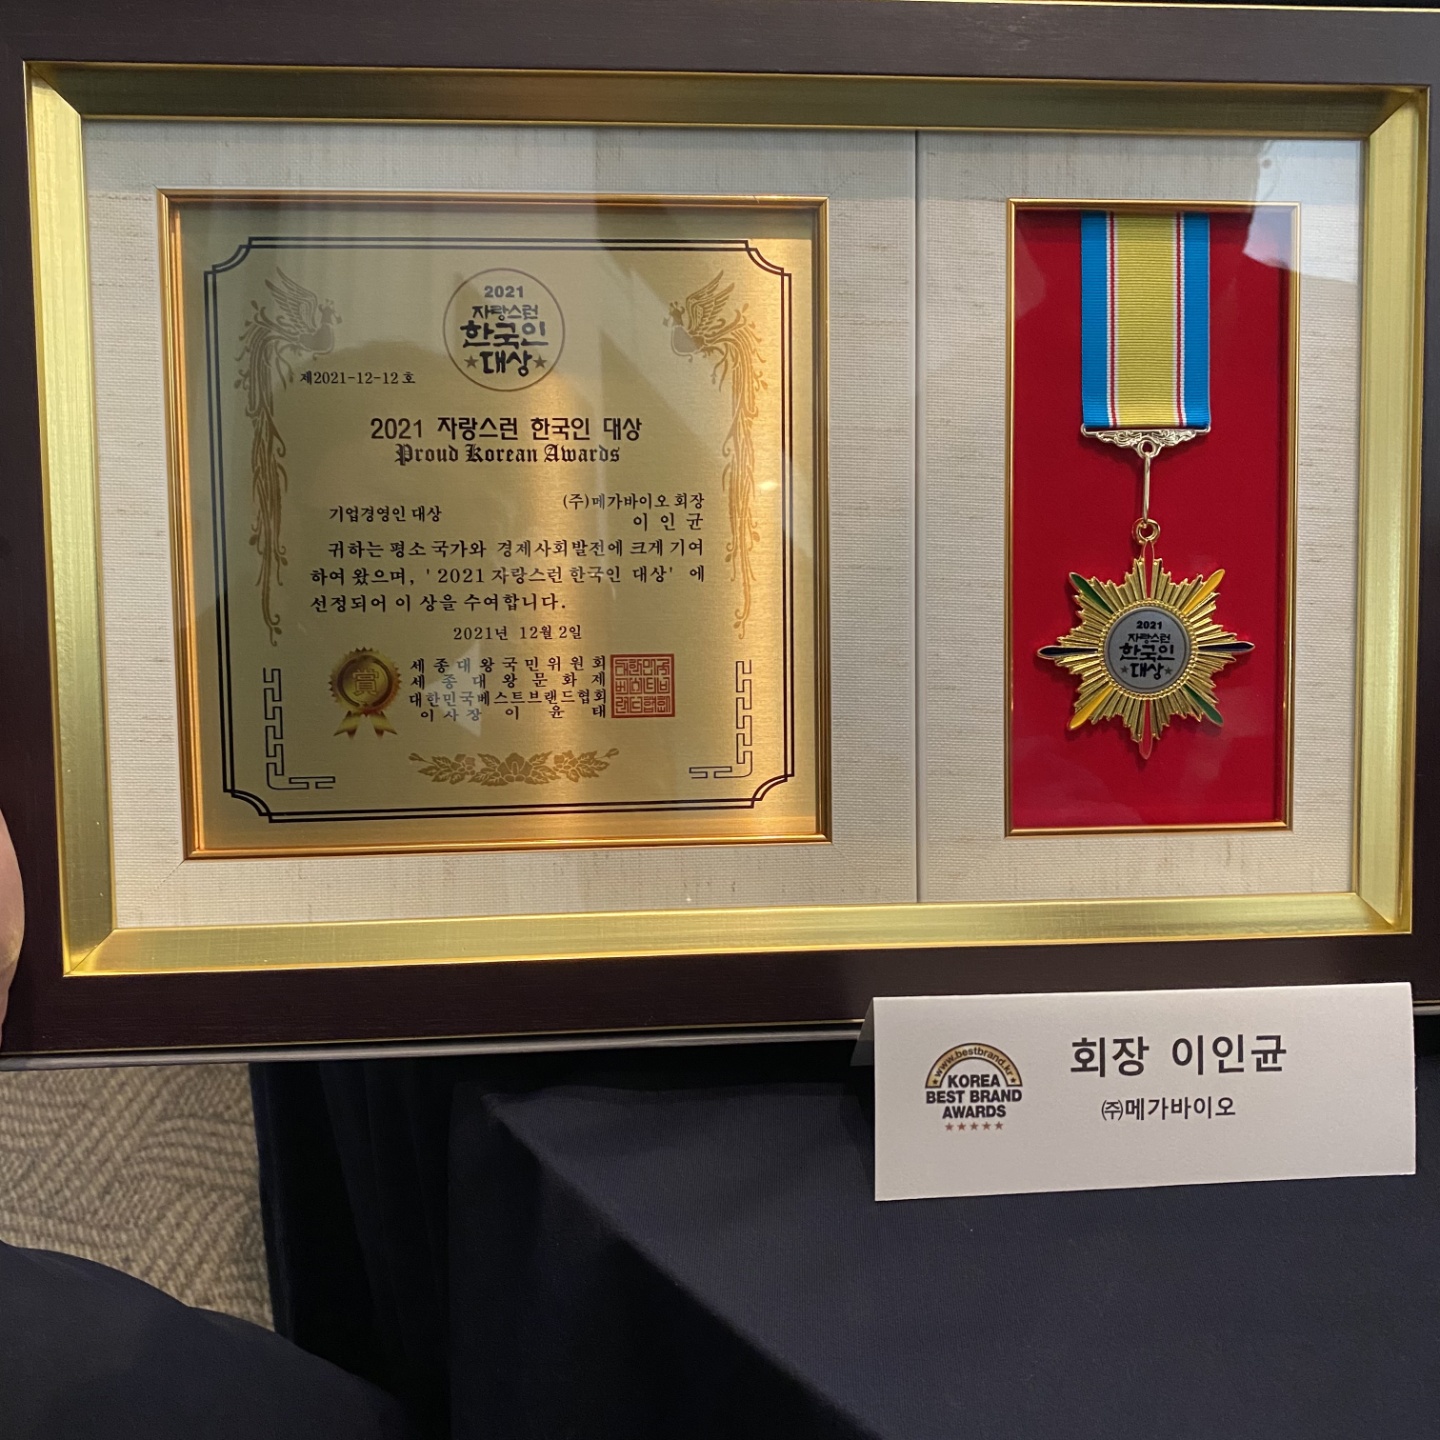 2021
자랑스런
한국인
대상
제2021-12-12호
2021 자랑스런 한국인 대상
Proud Korean Awards
(주)메가바이오 회장
기업경영인 대상
이 인 균
귀하는 평소 국가와 경제사회발전에 크게 기여
하여 왔으며, '2021 자랑스런 한국인 대상' 에
선정되어 이 상을 수여합니다.
2021년 12월 2일
세종대왕국민위원회
세종대왕문화제
대한민국베스트브랜드협회
이사장 이윤태
賞
2021
자랑스런
한국인
대상
www.bestbrand.kr
KOREA
BEST BRAND
AWARDS
회장 이인균
㈜메가바이오